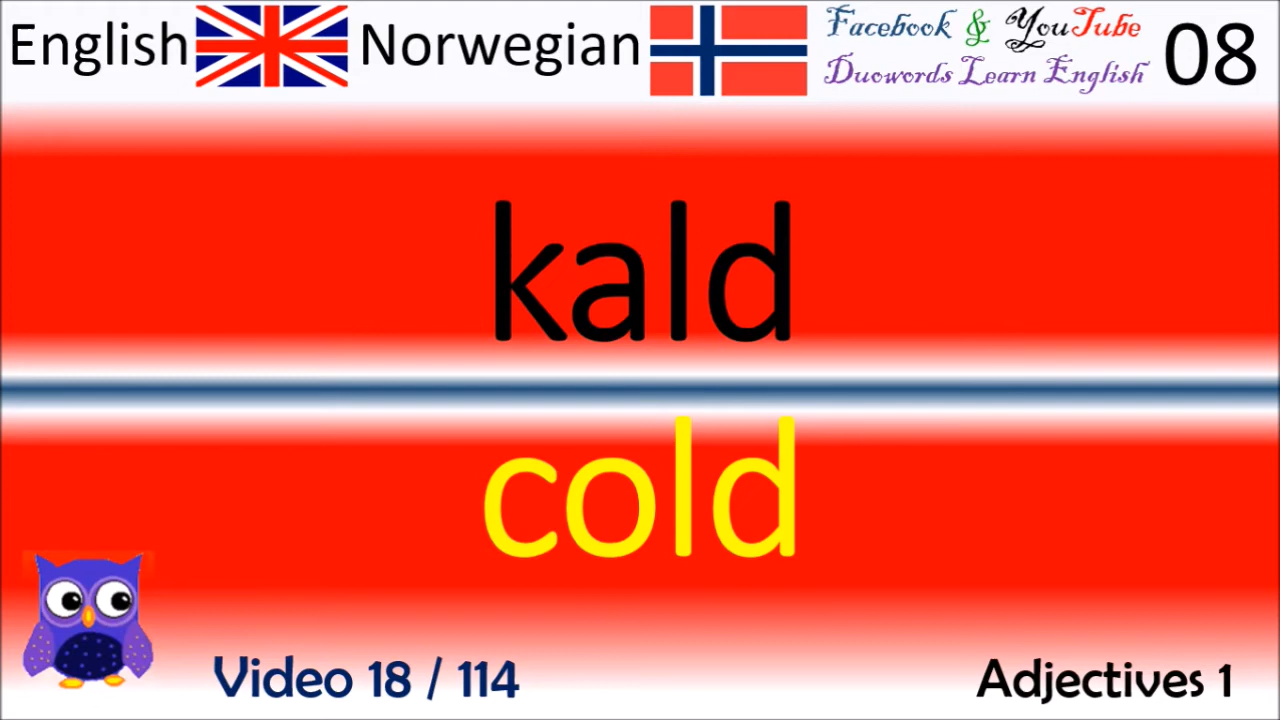 English Norwegian Facebook & YouTube 08
Duowords Learn English
kald
cold
Video 18 / 114 Adjectives 1